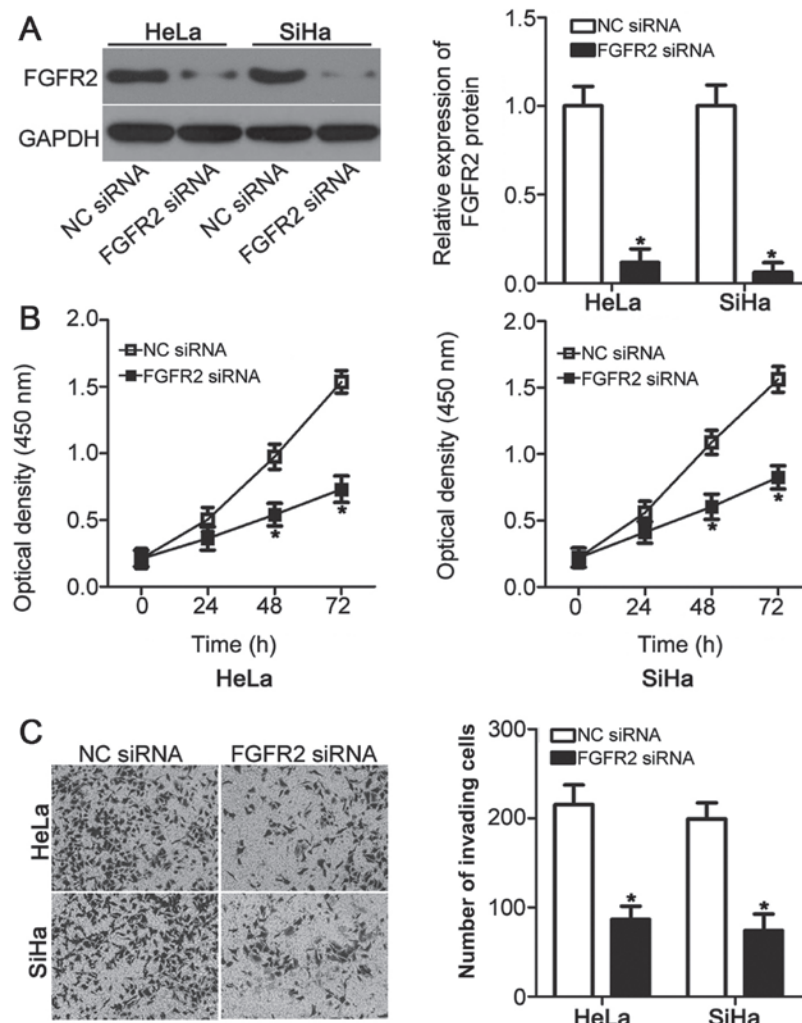 A
HeLa SiHa
FGFR2
GAPDH
NC siRNA
FGFR2 siRNA
NC siRNA
FGFR2 siRNA
Relative expression of
FGFR2 protein
1.5
1.0
0.5
0.0
NC siRNA
FGFR2 siRNA
* *
HeLa SiHa
B
Optical density (450 nm)
2.0
1.5
1.0
0.5
0.0
NC siRNA
FGFR2 siRNA
* *
0 24 48 72
Time (h)
HeLa
Optical density (450 nm)
2.0
1.5
1.0
0.5
0.0
NC siRNA
FGFR2 siRNA
* *
0 24 48 72
Time (h)
SiHa
C
NC siRNA FGFR2 siRNA
HeLa
SiHa
Number of invading cells
300
200
100
0
NC siRNA
FGFR2 siRNA
* *
HeLa SiHa